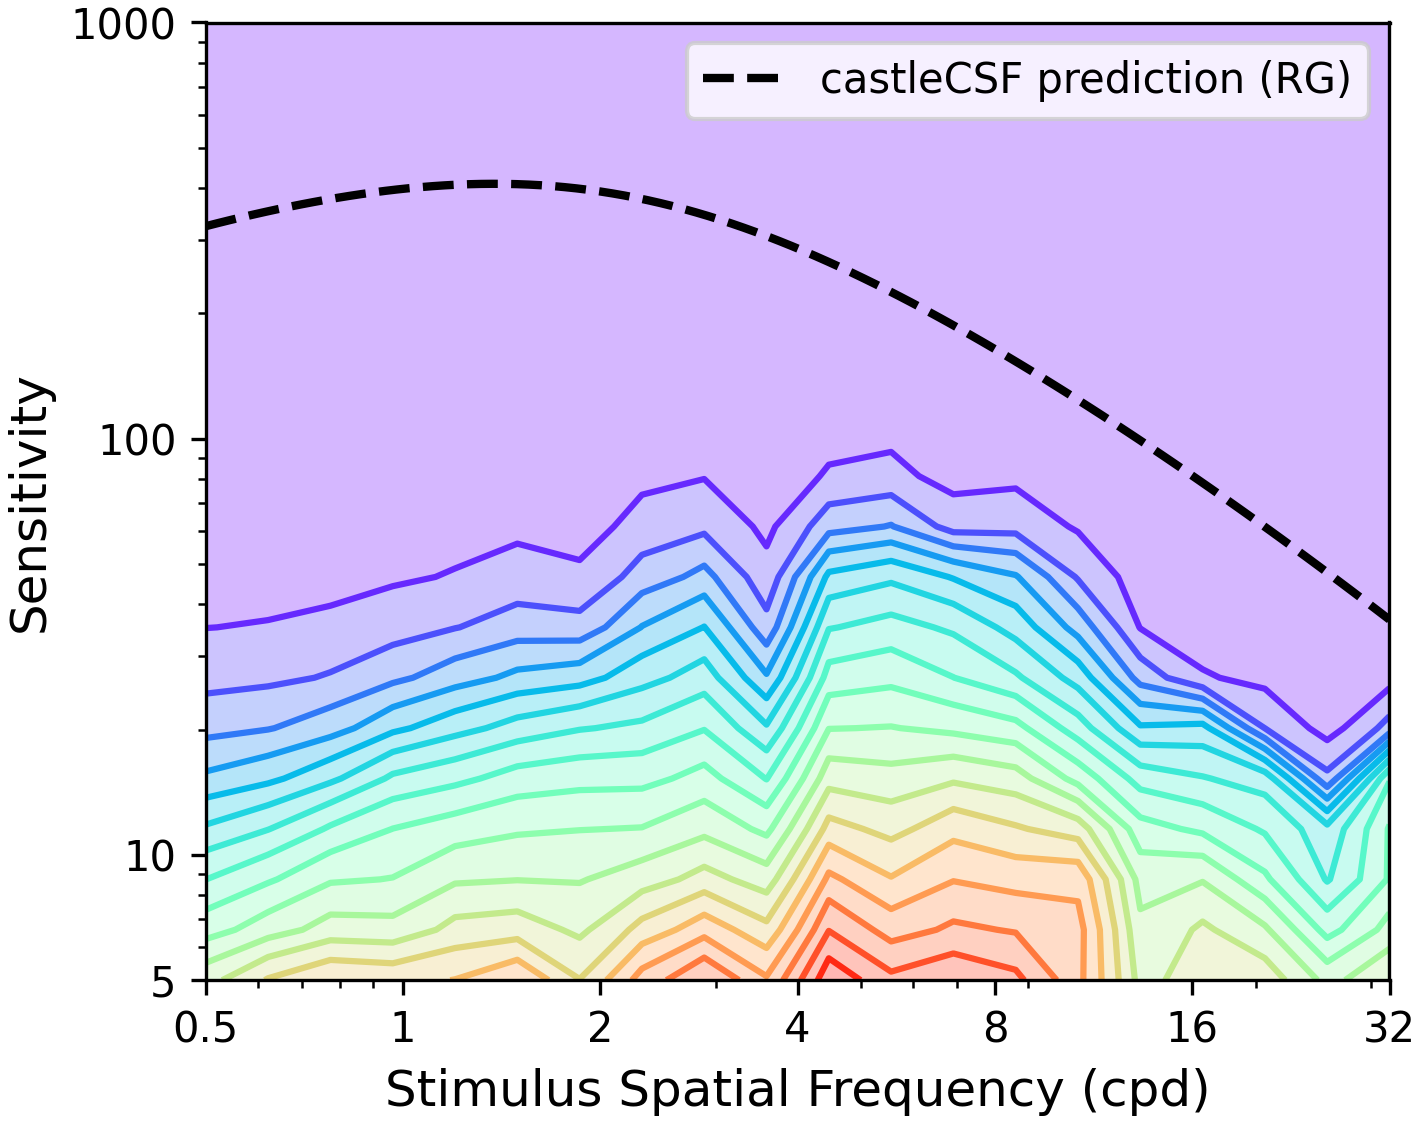 1000
100
10
5
Sensitivity
castleCSF prediction (RG)
0.5 1 2 4 8 16 32
Stimulus Spatial Frequency (cpd)